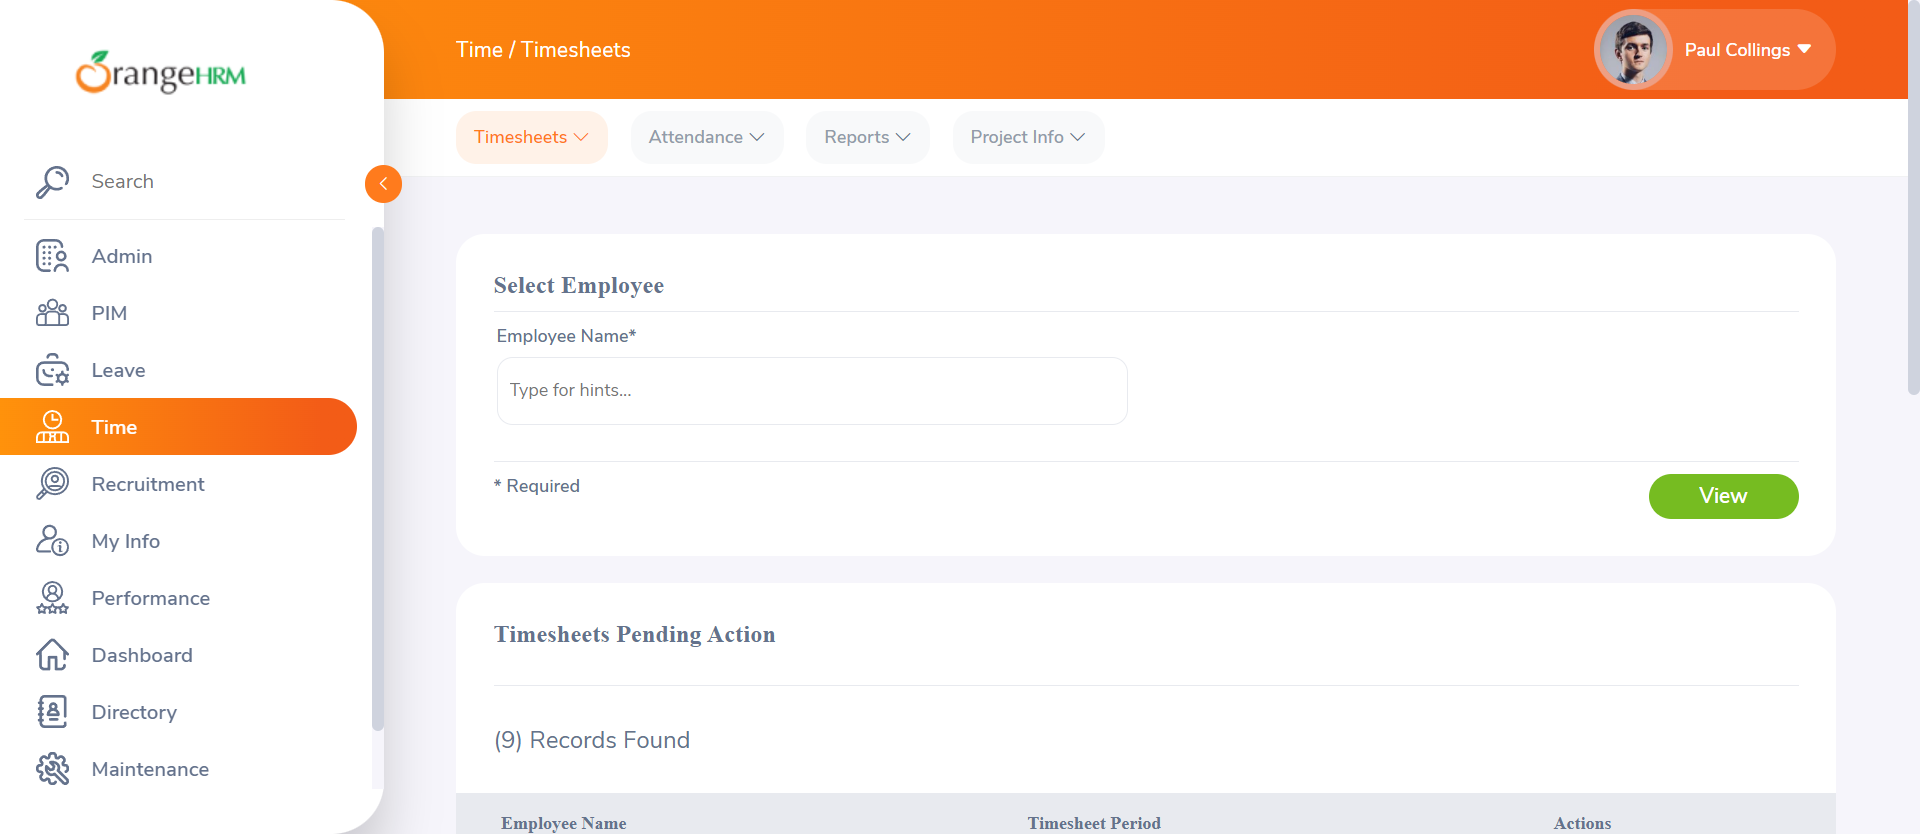 OrangeHRM
Search
Admin
PIM
Leave
Time
Recruitment
My Info
Performance
Dashboard
Directory
Maintenance
Time / Timesheets
Paul Collings
Timesheets
Attendance
Reports
Project Info
Select Employee
Employee Name*
Type for hints...
* Required
View
Timesheets Pending Action
(9) Records Found
Employee Name Timesheet Period Actions